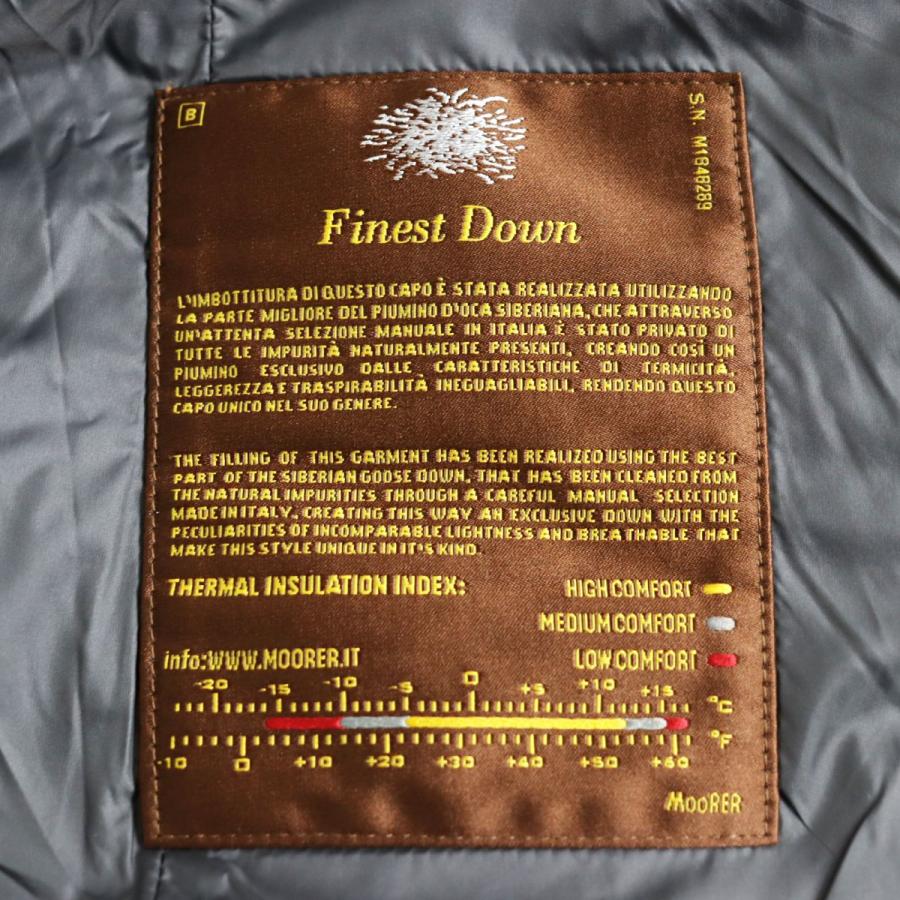 B
S.N. M1848289
Finest Down
L'IMBOTTITURA DI QUESTO CAPO È STATA REALIZZATA UTILIZZANDO
LA PARTE MIGLIORE DEL PIUMINO D'OCA SIBERIANA, CHE ATTRAVERSO
UN'ATTENTA SELEZIONE MANUALE IN ITALIA È STATO PRIVATO DI
TUTTE LE IMPURITÀ NATURALMENTE PRESENTI, CREANDO COSÌ UN
PIUMINO ESCLUSIVO DALLE CARATTERISTICHE DI TERMICITÀ,
LEGGEREZZA E TRASPIRABILITÀ INEGUAGLIABILI, RENDENDO QUESTO
CAPO UNICO NEL SUO GENERE.
THE FILLING OF THIS GARMENT HAS BEEN REALIZED USING THE BEST
PART OF THE SIBERIAN GOOSE DOWN, THAT HAS BEEN CLEANED FROM
THE NATURAL IMPURITIES THROUGH A CAREFUL MANUAL SELECTION
MADE IN ITALY, CREATING THIS WAY AN EXCLUSIVE DOWN WITH THE
PECULIARITIES OF INCOMPARABLE LIGHTNESS AND BREATHABLE THAT
MAKE THIS STYLE UNIQUE IN IT'S KIND.
THERMAL INSULATION INDEX: HIGH COMFORT
MEDIUM COMFORT
info:WWW.MOORER.IT LOW COMFORT
-20 -15 -10 -5 0 +5 +10 +15 °C
-10 0 +10 +20 +30 +40 +50 +60 °F
MooRER